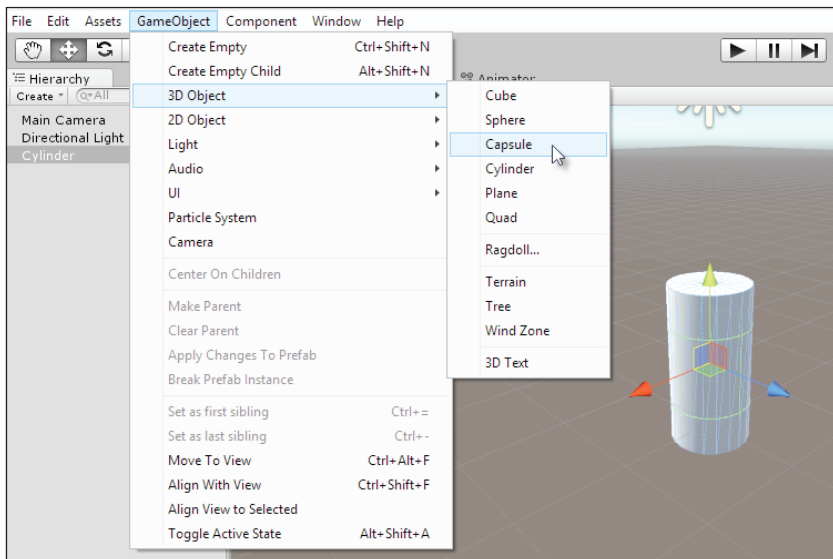 File Edit Assets GameObject Component Window Help
Hierarchy
Create All
Main Camera
Directional Light
Cylinder
Create Empty Ctrl+Shift+N
Create Empty Child Alt+Shift+N
3D Object
2D Object
Light
Audio
UI
Particle System
Camera
Center On Children
Make Parent
Clear Parent
Apply Changes To Prefab
Break Prefab Instance
Set as first sibling Ctrl+=
Set as last sibling Ctrl+-
Move To View Ctrl+Alt+F
Align With View Ctrl+Shift+F
Align View to Selected
Toggle Active State Alt+Shift+A
Animator
Cube
Sphere
Capsule
Cylinder
Plane
Quad
Ragdoll...
Terrain
Tree
Wind Zone
3D Text